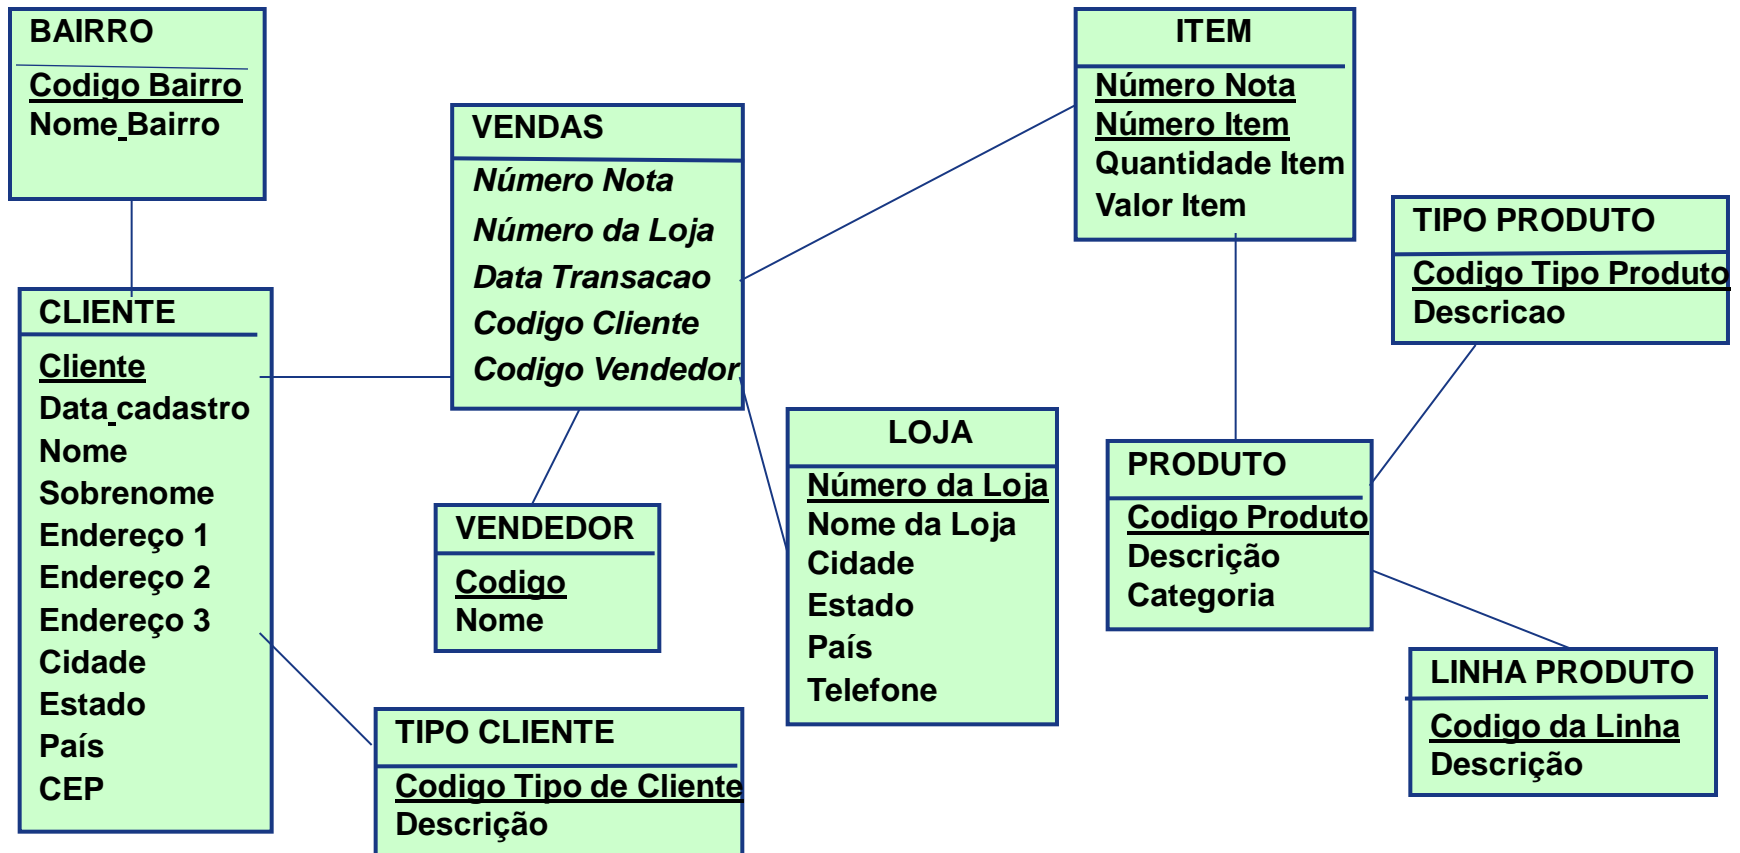 BAIRRO
Codigo Bairro
Nome Bairro
CLIENTE
Cliente
Data cadastro
Nome
Sobrenome
Endereço 1
Endereço 2
Endereço 3
Cidade
Estado
País
CEP
VENDAS
Número Nota
Número da Loja
Data Transacao
Codigo Cliente
Codigo Vendedor
VENDEDOR
Codigo
Nome
TIPO CLIENTE
Codigo Tipo de Cliente
Descrição
LOJA
Número da Loja
Nome da Loja
Cidade
Estado
País
Telefone
ITEM
Número Nota
Número Item
Quantidade Item
Valor Item
PRODUTO
Codigo Produto
Descrição
Categoria
TIPO PRODUTO
Codigo Tipo Produto
Descricao
LINHA PRODUTO
Codigo da Linha
Descrição